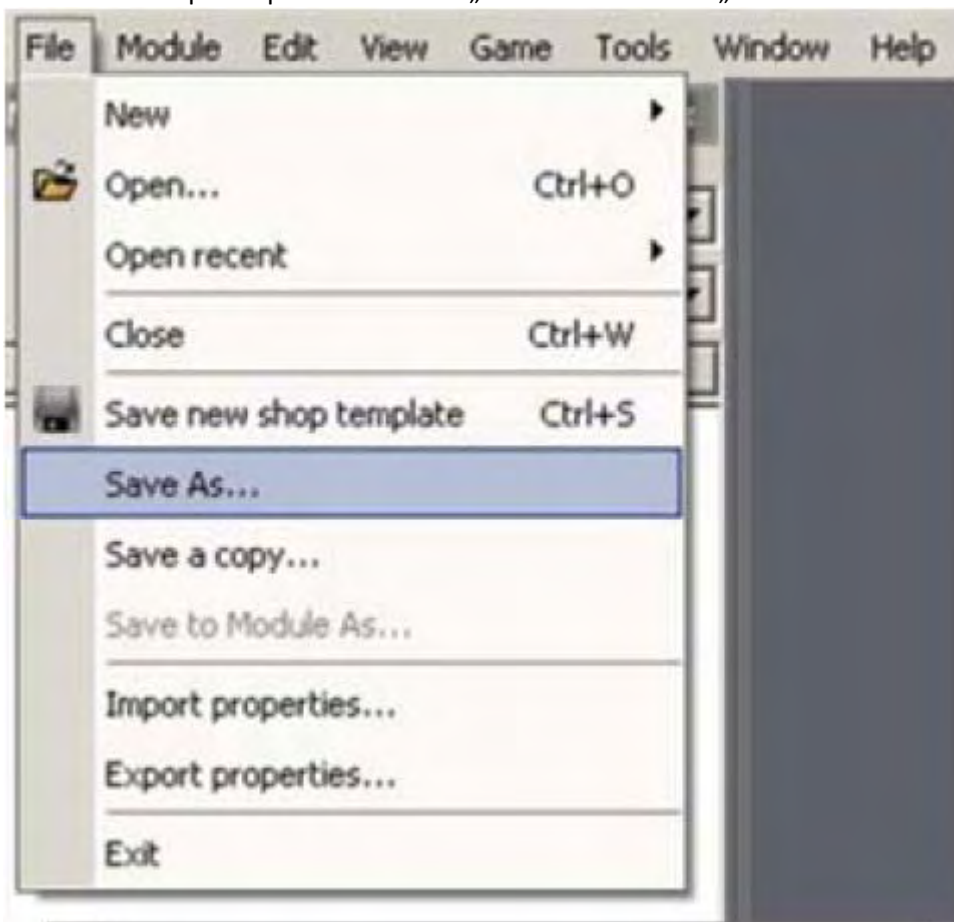 File Module Edit View Game Tools Window Help
New
Open... Ctrl+O
Open recent
Close Ctrl+W
Save new shop template Ctrl+S
Save As...
Save a copy...
Save to Module As...
Import properties...
Export properties...
Exit